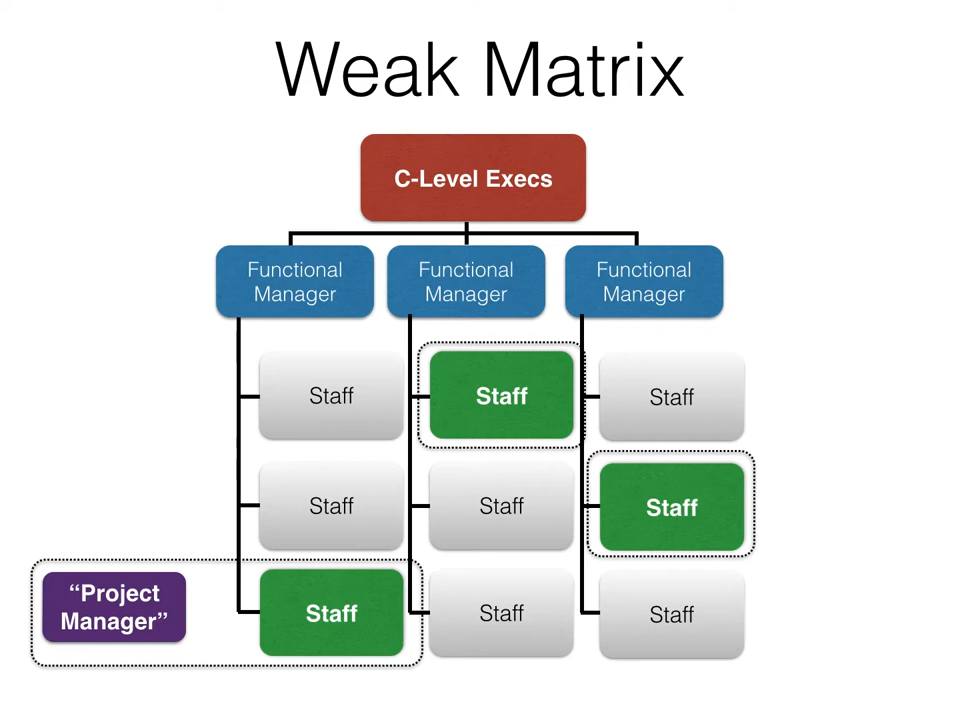 Weak Matrix
C-Level Execs
Functional
Manager
Functional
Manager
Functional
Manager
Staff
Staff
Staff
Staff
Staff
Staff
“Project
Manager”
Staff
Staff
Staff